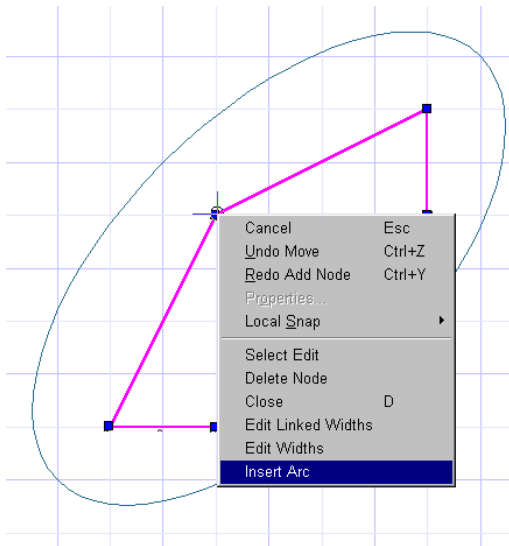 Cancel Esc
Undo Move Ctrl+Z
Redo Add Node Ctrl+Y
Properties...
Local Snap
Select Edit
Delete Node
Close D
Edit Linked Widths
Edit Widths
Insert Arc